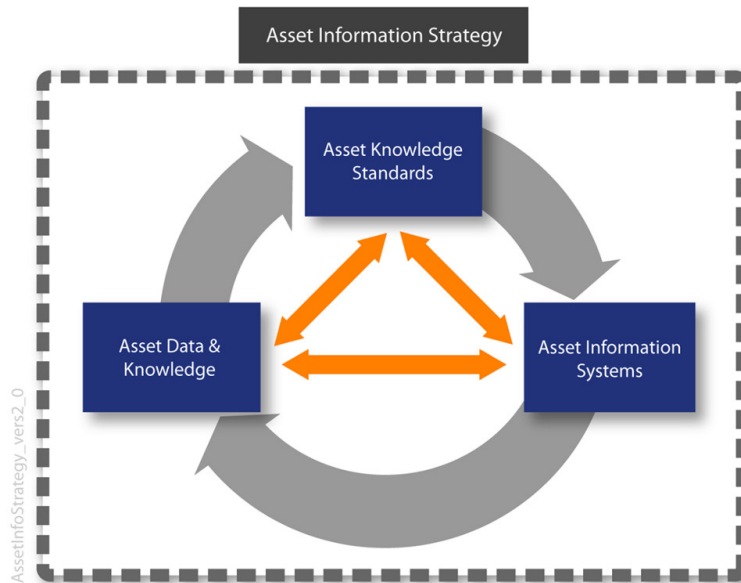 Asset Information Strategy
Asset Knowledge
Standards
Asset Data &
Knowledge
Asset Information
Systems
AssetInfoStrategy_vers2_0